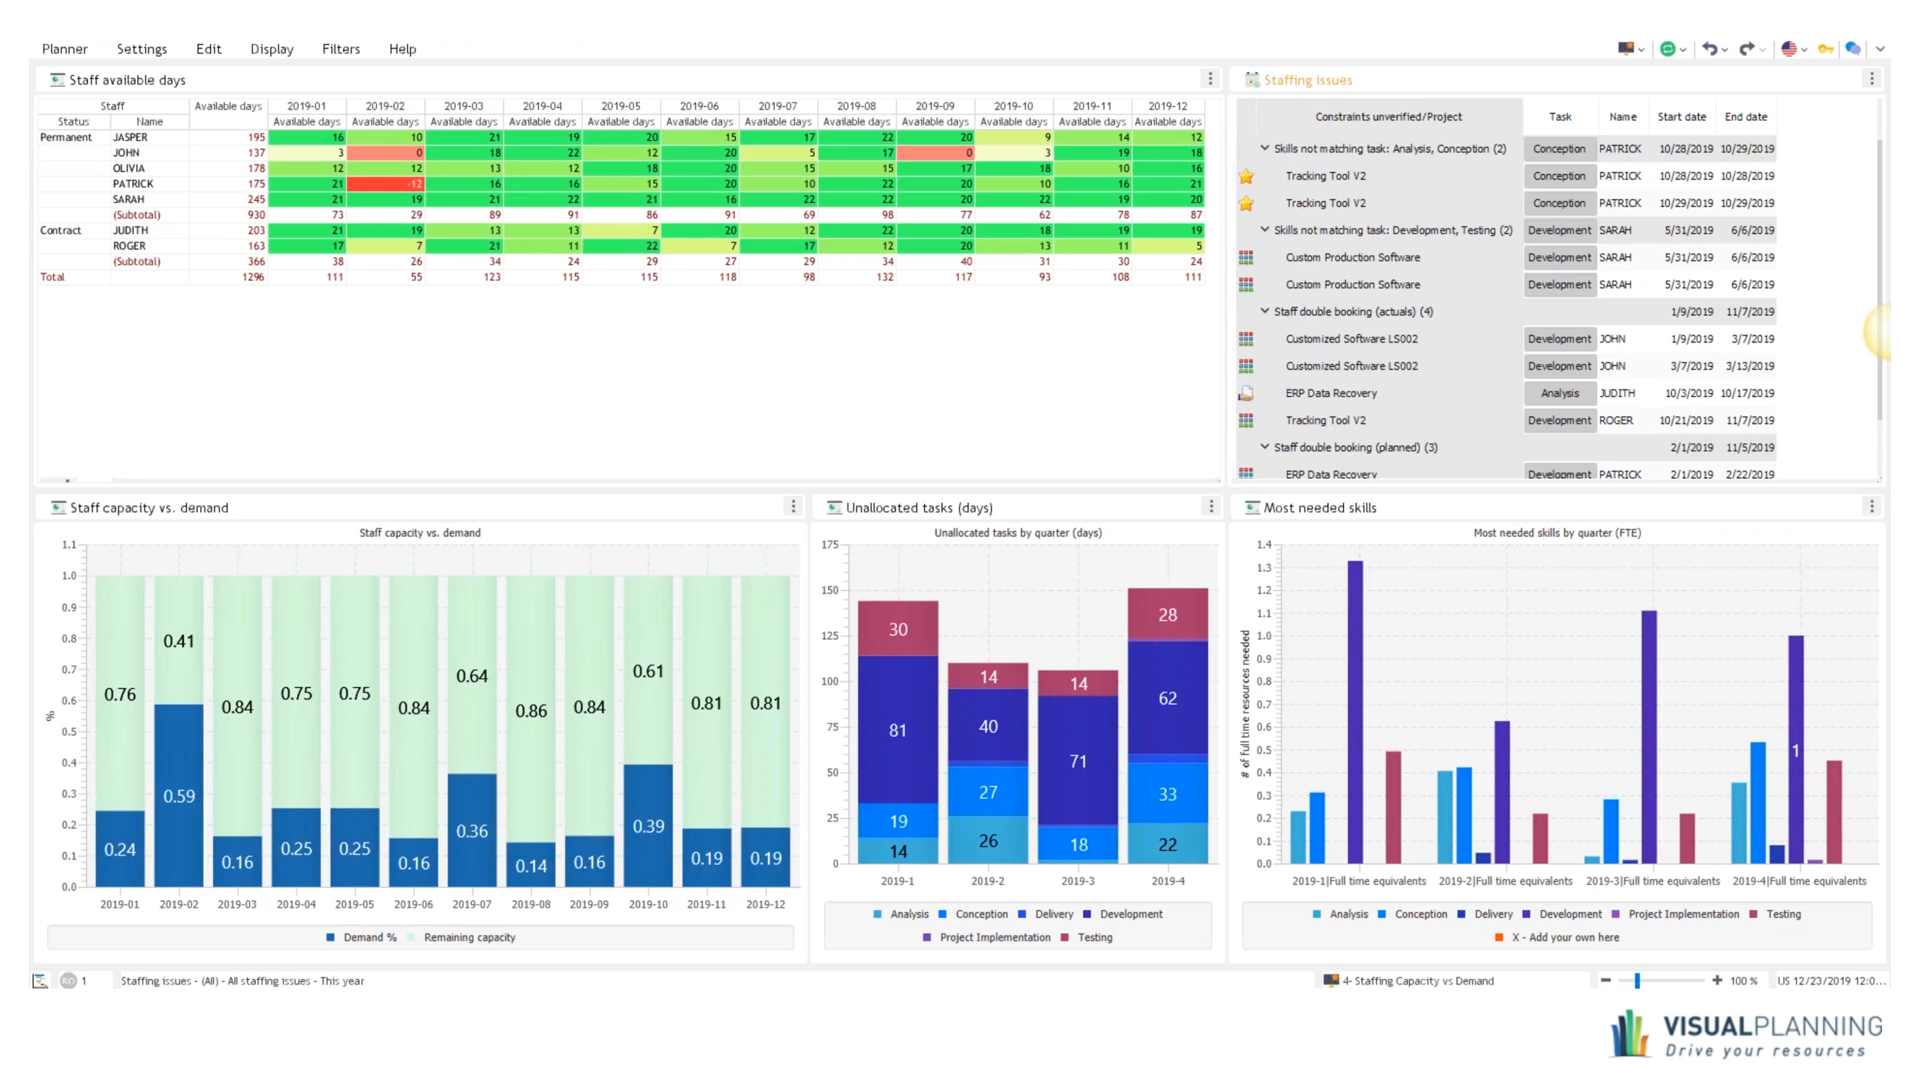 Planner Settings Edit Display Filters Help
Staff available days
Staff Available days 2019-01 2019-02 2019-03 2019-04 2019-05 2019-06 2019-07 2019-08 2019-09 2019-10 2019-11 2019-12
Status Name Available days Available days Available days Available days Available days Available days Available days Available days Available days Available days Available days Available days
Permanent JASPER 195 16 10 21 19 20 15 17 22 20 9 14 12
JOHN 137 3 0 18 22 12 20 5 17 0 3 19 18
OLIVIA 178 12 12 13 12 18 20 15 15 17 18 10 16
PATRICK 175 21 -12 16 16 15 20 10 22 20 10 16 21
SARAH 245 21 19 21 22 21 16 22 22 20 22 19 20
(Subtotal) 930 73 29 89 91 86 91 69 98 77 62 78 87
Contract JUDITH 203 21 19 13 13 7 20 12 22 20 18 19 19
ROGER 163 17 7 21 11 22 7 17 12 20 13 11 5
(Subtotal) 366 38 26 34 24 29 27 29 34 40 31 30 24
Total 1296 111 55 123 115 115 118 98 132 117 93 108 111
Staffing issues
Constraints unverified/Project Task Name Start date End date
Skills not matching task: Analysis, Conception (2) Conception PATRICK 10/28/2019 10/29/2019
Tracking Tool V2 Conception PATRICK 10/28/2019 10/28/2019
Tracking Tool V2 Conception PATRICK 10/29/2019 10/29/2019
Skills not matching task: Development, Testing (2) Development SARAH 5/31/2019 6/6/2019
Custom Production Software Development SARAH 5/31/2019 6/6/2019
Custom Production Software Development SARAH 5/31/2019 6/6/2019
Staff double booking (actuals) (4) 1/9/2019 11/7/2019
Customized Software LS002 Development JOHN 1/9/2019 3/7/2019
Customized Software LS002 Development JOHN 3/7/2019 3/13/2019
ERP Data Recovery Analysis JUDITH 10/3/2019 10/17/2019
Tracking Tool V2 Development ROGER 10/21/2019 11/7/2019
Staff double booking (planned) (3) 2/1/2019 11/5/2019
ERP Data Recovery Development PATRICK 2/1/2019 2/22/2019
Staff capacity vs. demand
Staff capacity vs. demand
1.1
1.0
0.9
0.8
0.7
0.6
0.5
0.4
0.3
0.2
0.1
0.0
%
0.76 0.41 0.84 0.75 0.75 0.84 0.64 0.86 0.84 0.61 0.81 0.81
0.24 0.59 0.16 0.25 0.25 0.16 0.36 0.14 0.16 0.39 0.19 0.19
2019-01 2019-02 2019-03 2019-04 2019-05 2019-06 2019-07 2019-08 2019-09 2019-10 2019-11 2019-12
Demand % Remaining capacity
Unallocated tasks (days)
Unallocated tasks by quarter (days)
175
150
125
100
75
50
25
0
30 14 14 28
81 40 71 62
19 27 18 33
14 26 22
2019-1 2019-2 2019-3 2019-4
Analysis Conception Delivery Development
Project Implementation Testing
Most needed skills
Most needed skills by quarter (FTE)
# of full time resources needed
1.4
1.3
1.2
1.1
1.0
0.9
0.8
0.7
0.6
0.5
0.4
0.3
0.2
0.1
0.0
1
2019-1|Full time equivalents 2019-2|Full time equivalents 2019-3|Full time equivalents 2019-4|Full time equivalents
Analysis Conception Delivery Development Project Implementation Testing
X - Add your own here
RO 1 Staffing issues - (All) - All staffing issues - This year 4- Staffing Capacity vs Demand 100 % US 12/23/2019 12:0...
VISUALPLANNING
Drive your resources